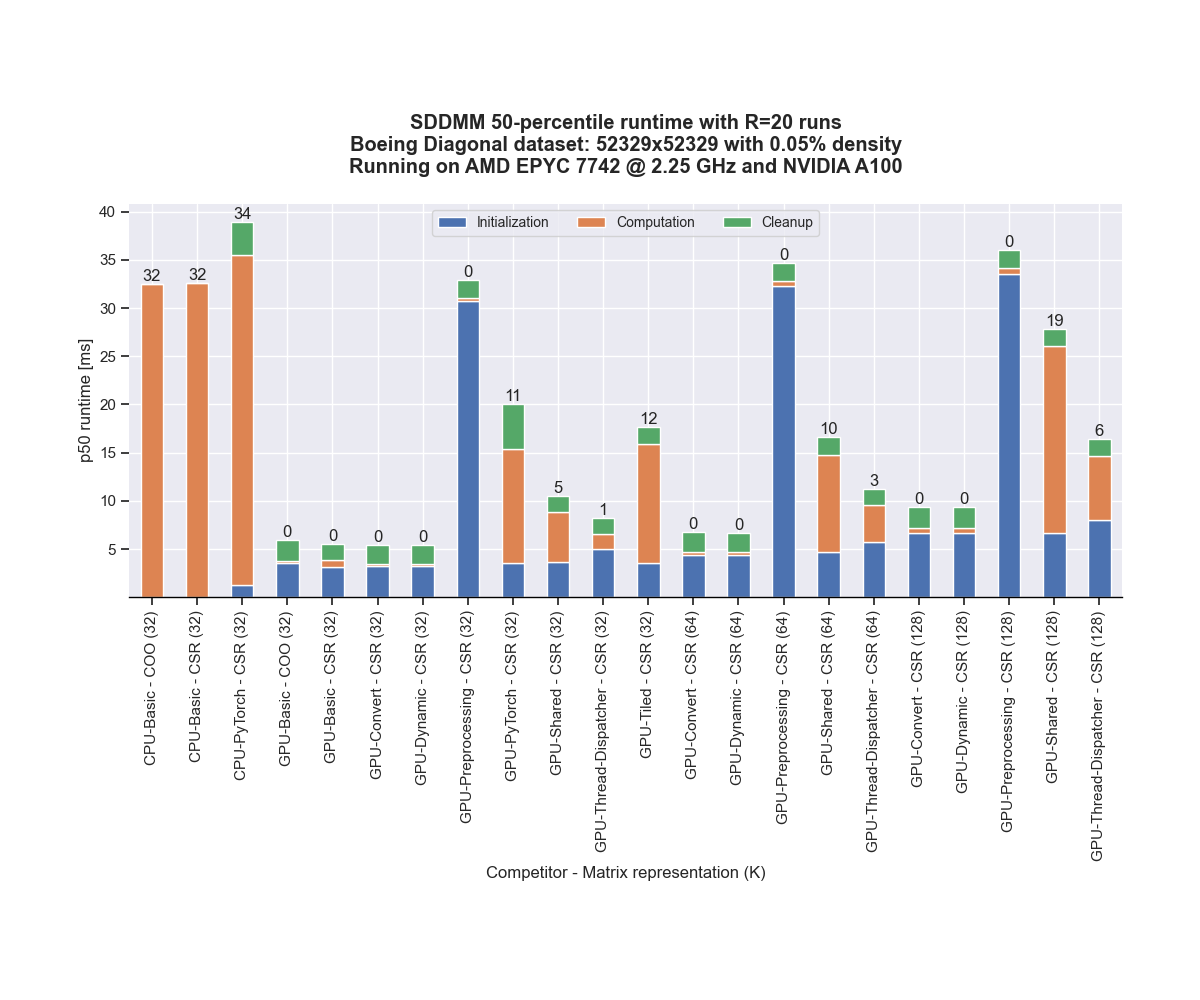 SDDMM 50-percentile runtime with R=20 runs
Boeing Diagonal dataset: 52329x52329 with 0.05% density
Running on AMD EPYC 7742 @ 2.25 GHz and NVIDIA A100
Initialization
Computation
Cleanup
p50 runtime [ms]
40
35
30
25
20
15
10
5
32
32
34
0
0
0
0
0
11
5
1
12
0
0
0
10
3
0
0
0
19
6
CPU-Basic - COO (32)
CPU-Basic - CSR (32)
CPU-PyTorch - CSR (32)
GPU-Basic - COO (32)
GPU-Basic - CSR (32)
GPU-Convert - CSR (32)
GPU-Dynamic - CSR (32)
GPU-Preprocessing - CSR (32)
GPU-PyTorch - CSR (32)
GPU-Shared - CSR (32)
GPU-Thread-Dispatcher - CSR (32)
GPU-Tiled - CSR (32)
GPU-Convert - CSR (64)
GPU-Dynamic - CSR (64)
GPU-Preprocessing - CSR (64)
GPU-Shared - CSR (64)
GPU-Thread-Dispatcher - CSR (64)
GPU-Convert - CSR (128)
GPU-Dynamic - CSR (128)
GPU-Preprocessing - CSR (128)
GPU-Shared - CSR (128)
GPU-Thread-Dispatcher - CSR (128)
Competitor - Matrix representation (K)